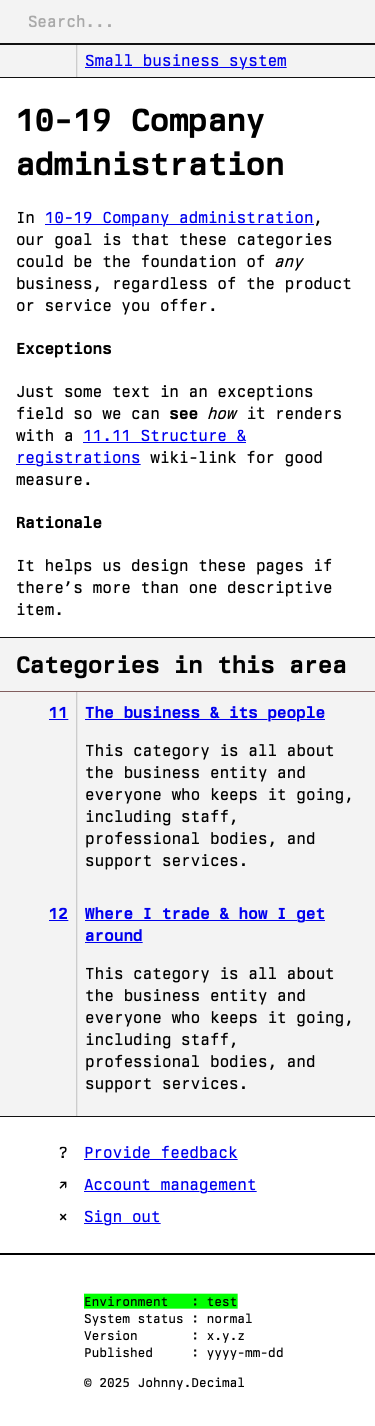 Search...
Small business system
10-19 Company
administration
In 10-19 Company administration,
our goal is that these categories
could be the foundation of any
business, regardless of the product
or service you offer.
Exceptions
Just some text in an exceptions
field so we can see how it renders
with a 11.11 Structure &
registrations wiki-link for good
measure.
Rationale
It helps us design these pages if
there’s more than one descriptive
item.
Categories in this area
11 The business & its people
This category is all about
the business entity and
everyone who keeps it going,
including staff,
professional bodies, and
support services.
12 Where I trade & how I get
around
This category is all about
the business entity and
everyone who keeps it going,
including staff,
professional bodies, and
support services.
? Provide feedback
↗ Account management
× Sign out
Environment : test
System status : normal
Version : x.y.z
Published : yyyy-mm-dd
© 2025 Johnny.Decimal